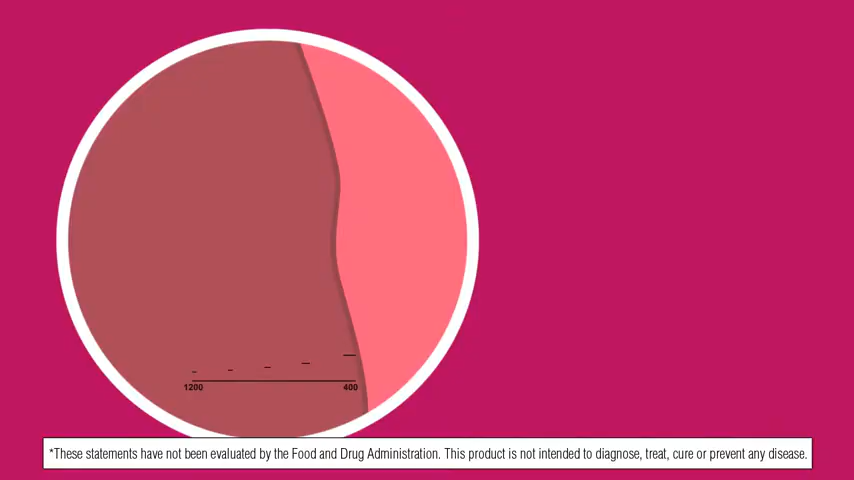 1200 400
*These statements have not been evaluated by the Food and Drug Administration. This product is not intended to diagnose, treat, cure or prevent any disease.